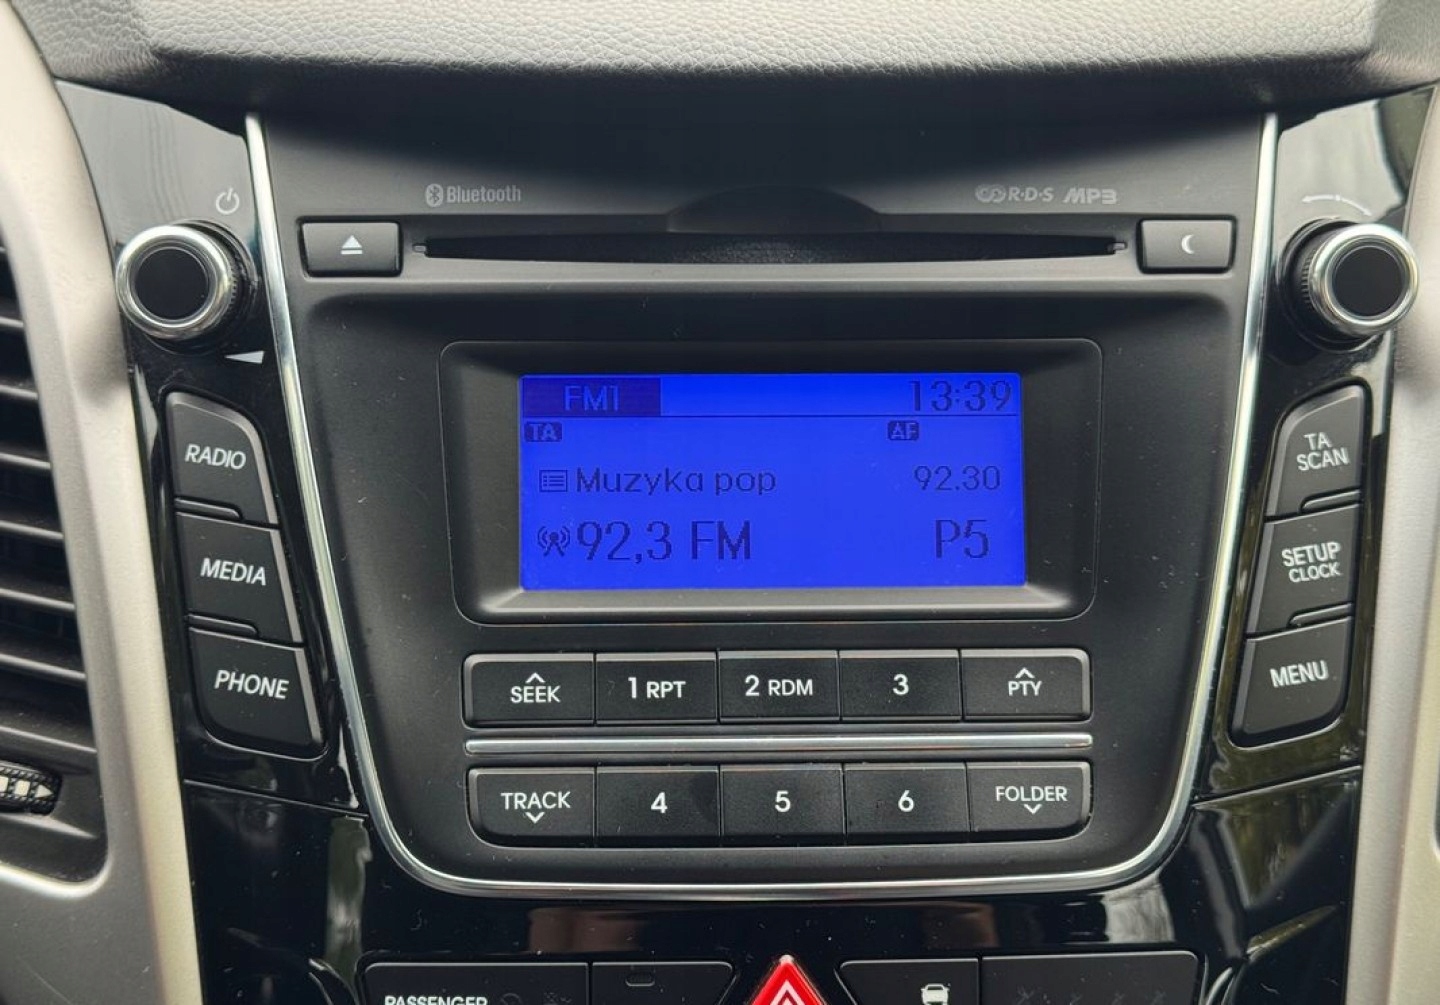 Bluetooth
R·D·S MP3
FM1 13:39
TA AF
Muzyka pop 92.30
92,3 FM P5
RADIO
MEDIA
PHONE
TA
SCAN
SETUP
CLOCK
MENU
SEEK 1 RPT 2 RDM 3 PTY
TRACK 4 5 6 FOLDER
PASSENGER